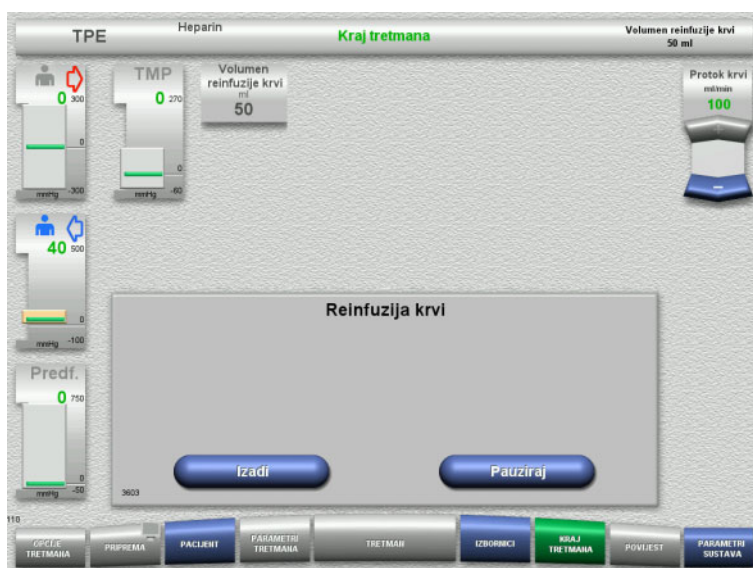 TPE
Heparin
Kraj tretmana
Volumen reinfuzije krvi
50 ml
0
300
0
-300
mmHg
TMP
0
270
0
-60
mmHg
Volumen
reinfuzije krvi
ml
50
Protok krvi
ml/min
100
+
-
40
500
0
-100
mmHg
Predf.
0
750
0
-50
mmHg
Reinfuzija krvi
Izađi
Pauziraj
3603
110
OPCIJE
TRETMANA
PRIPREMA
PACIJENT
PARAMETRI
TRETMANA
TRETMAN
IZBORNICI
KRAJ
TRETMANA
POVIJEST
PARAMETRI
SUSTAVA